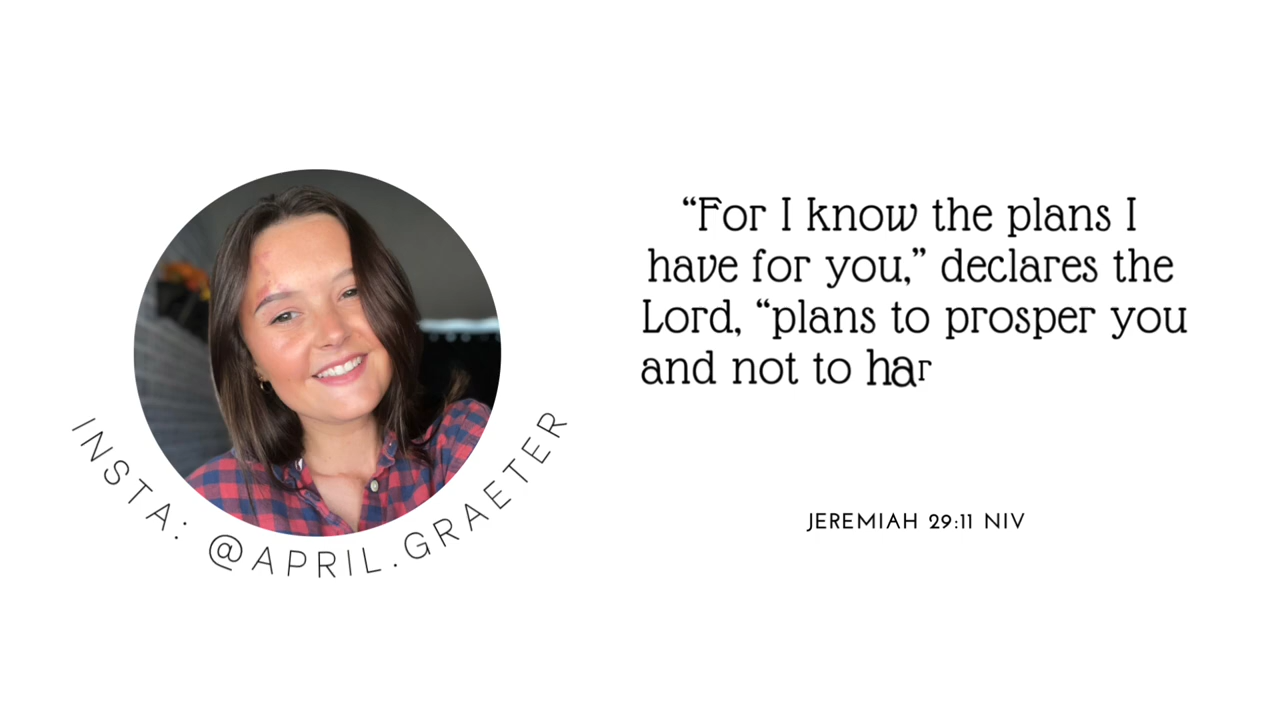 INSTA: @APRIL.GRAETER
“For I know the plans I
have for you,” declares the
Lord, “plans to prosper you
and not to har
JEREMIAH 29:11 NIV